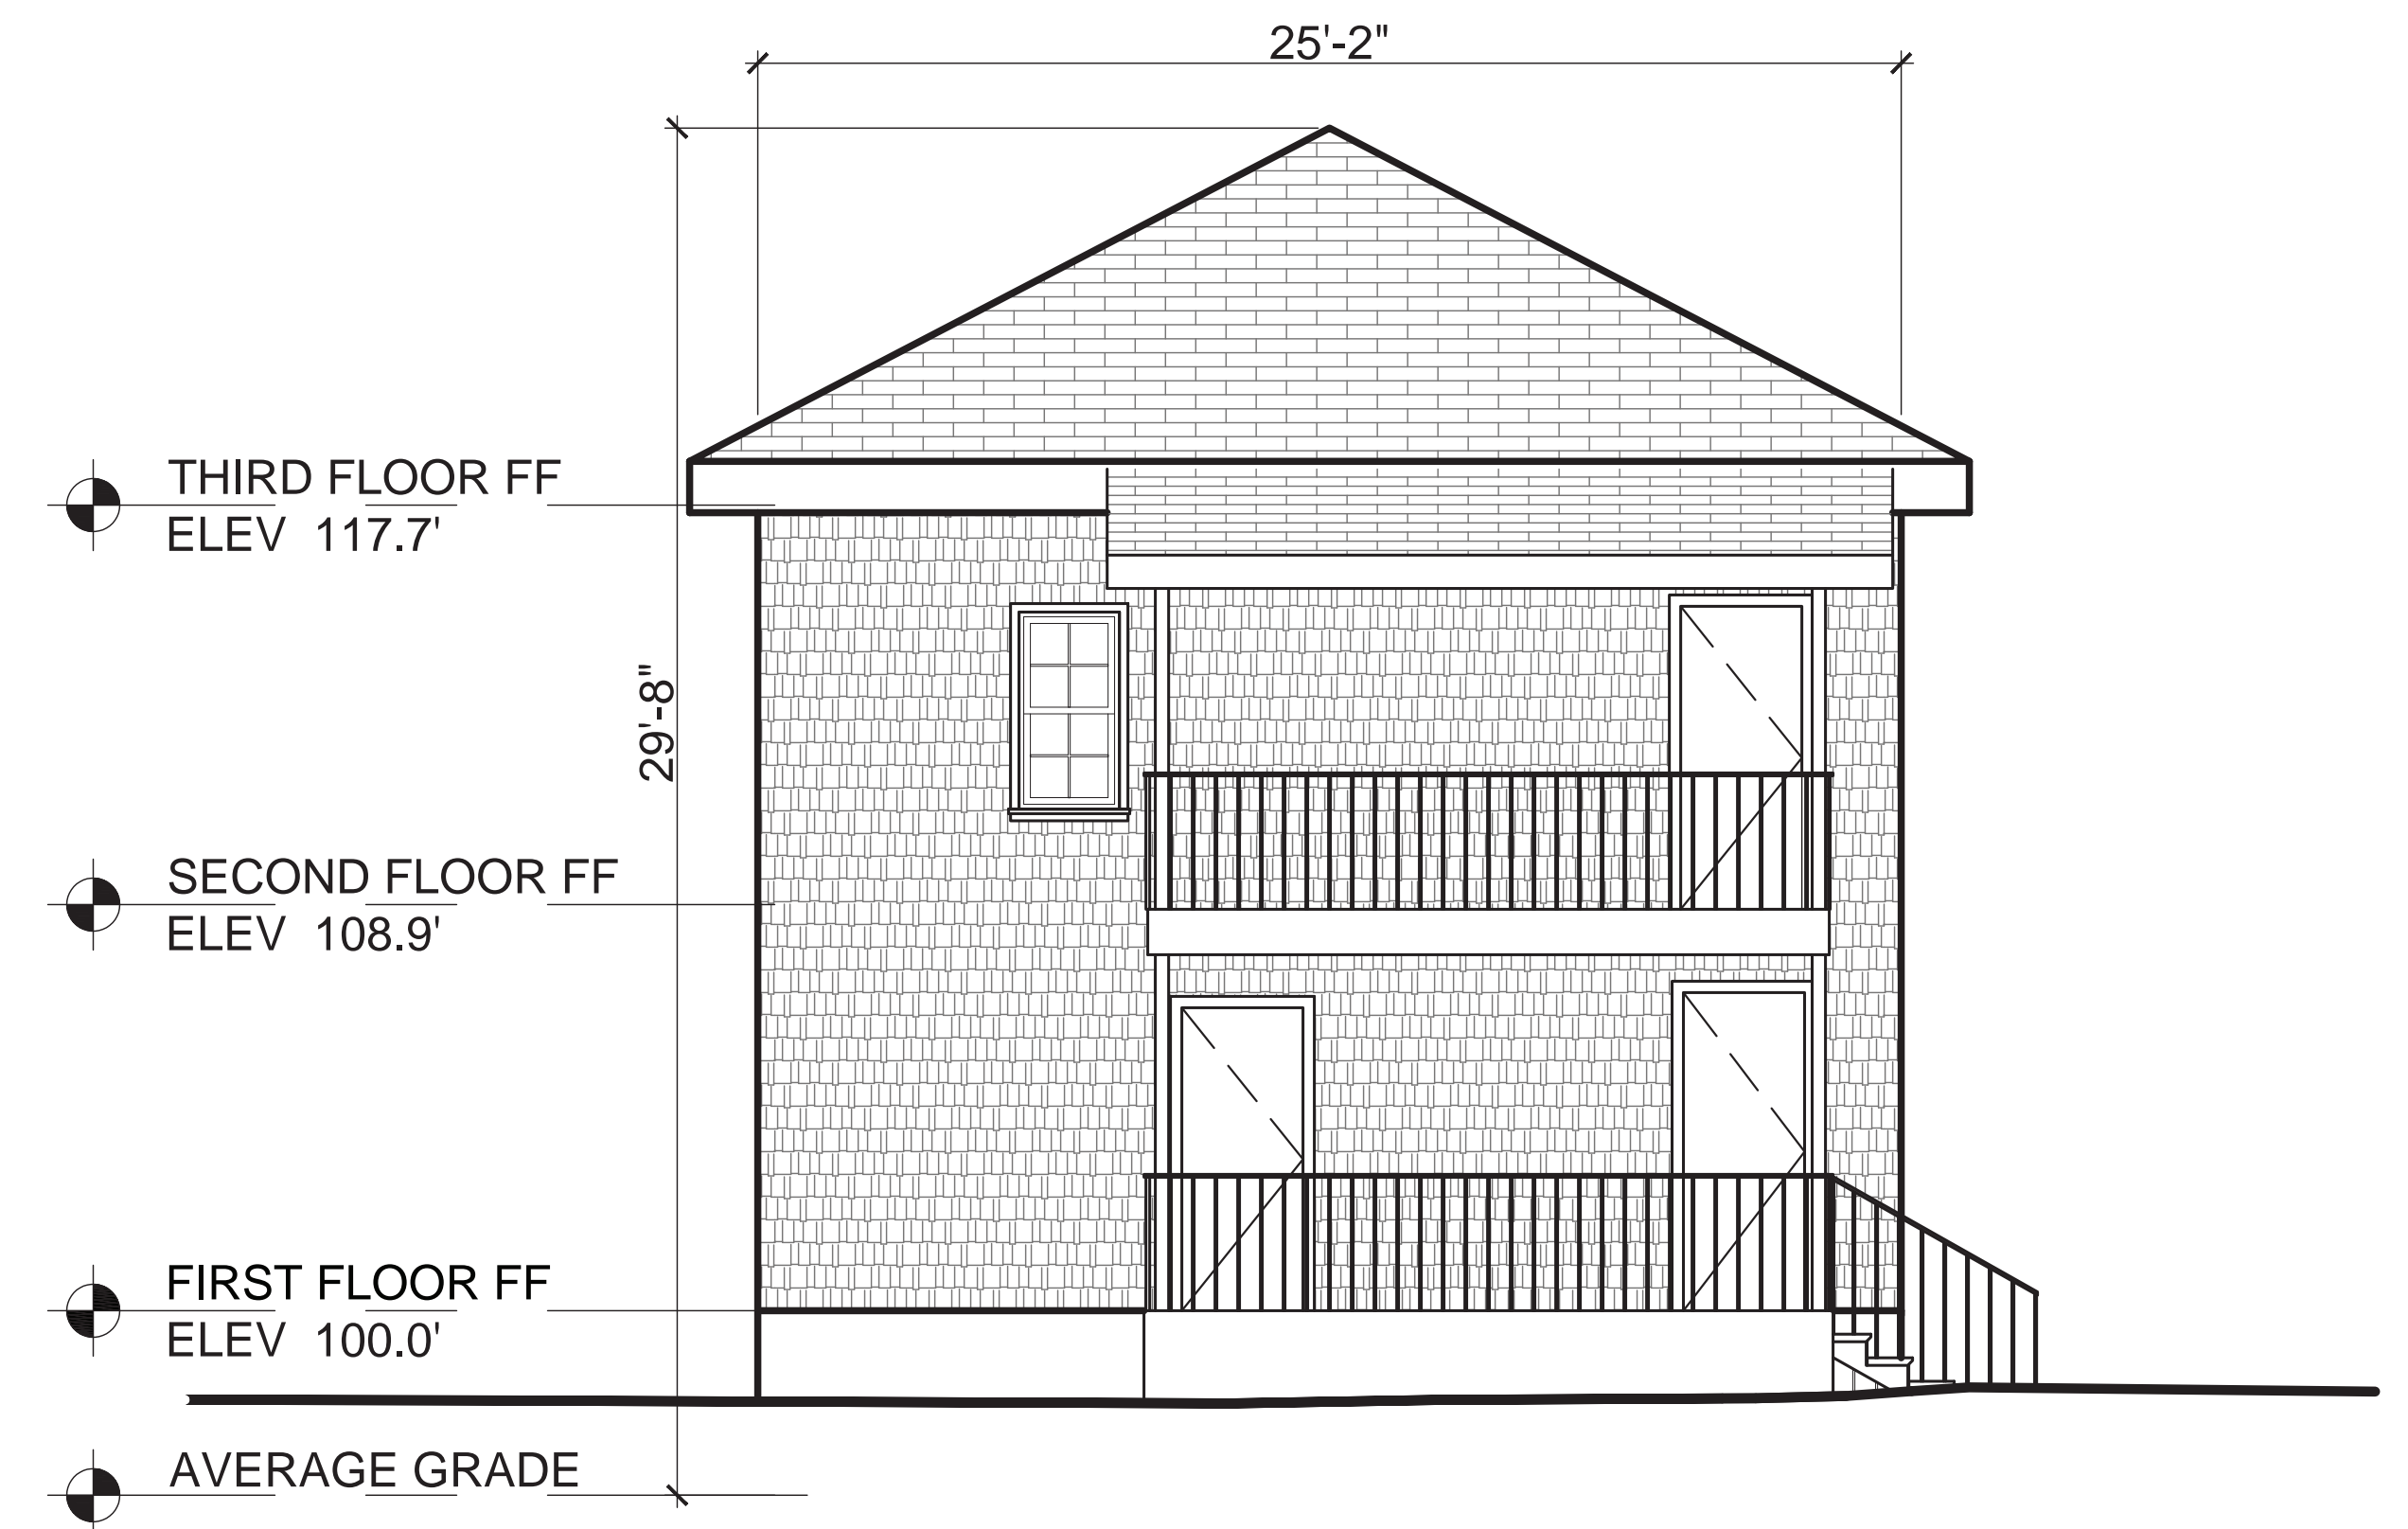 25'-2"
THIRD FLOOR FF
ELEV 117.7'
29'-8"
SECOND FLOOR FF
ELEV 108.9'
FIRST FLOOR FF
ELEV 100.0'
AVERAGE GRADE